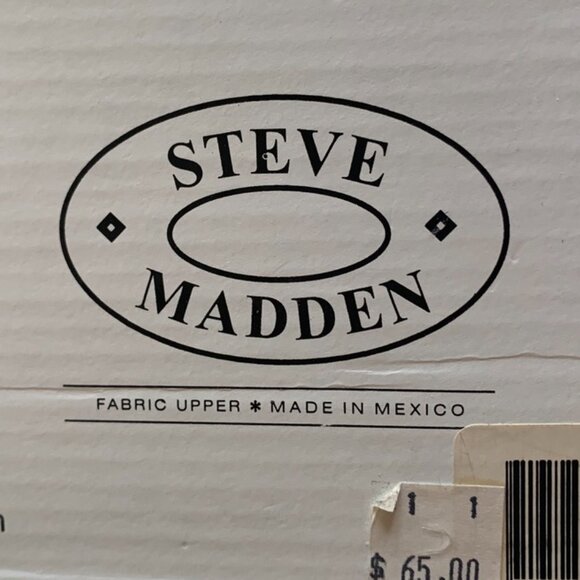 STEVE
MADDEN
FABRIC UPPER * MADE IN MEXICO
$ 65.00